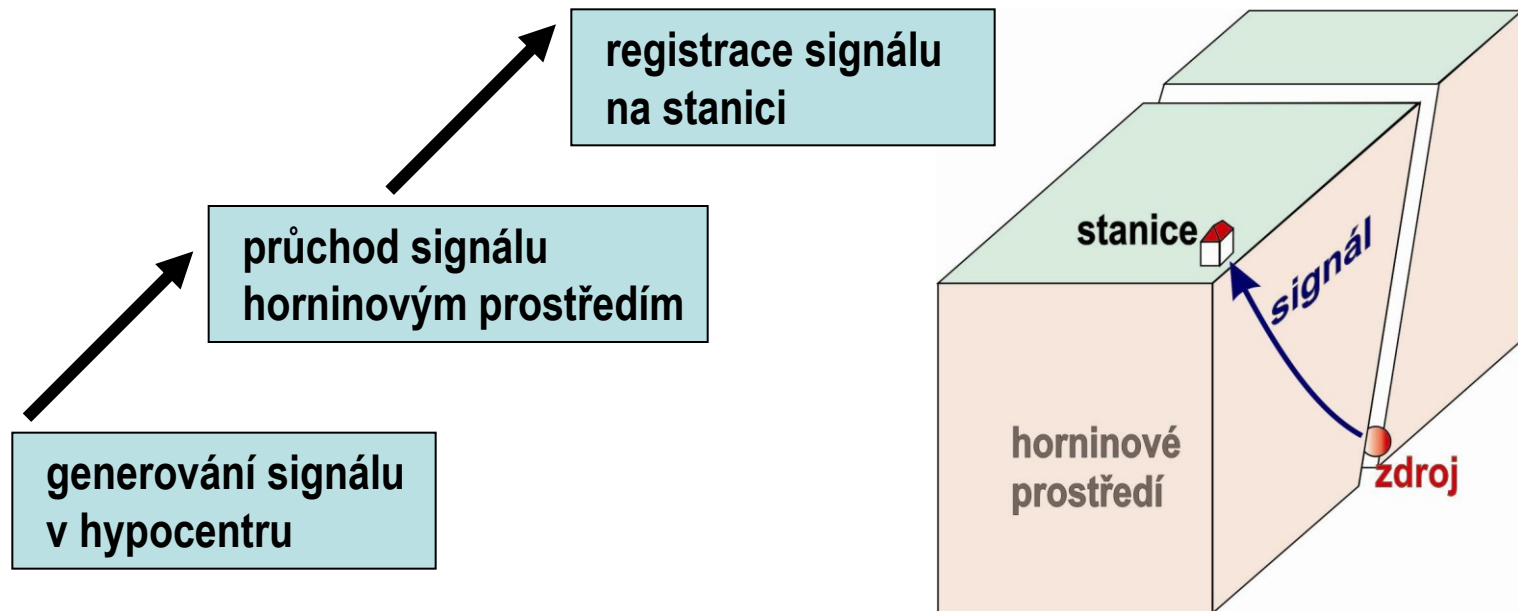 registrace signálu
na stanici
průchod signálu
horninovým prostředím
generování signálu
v hypocentru
stanice
signál
horninové
prostředí
zdroj